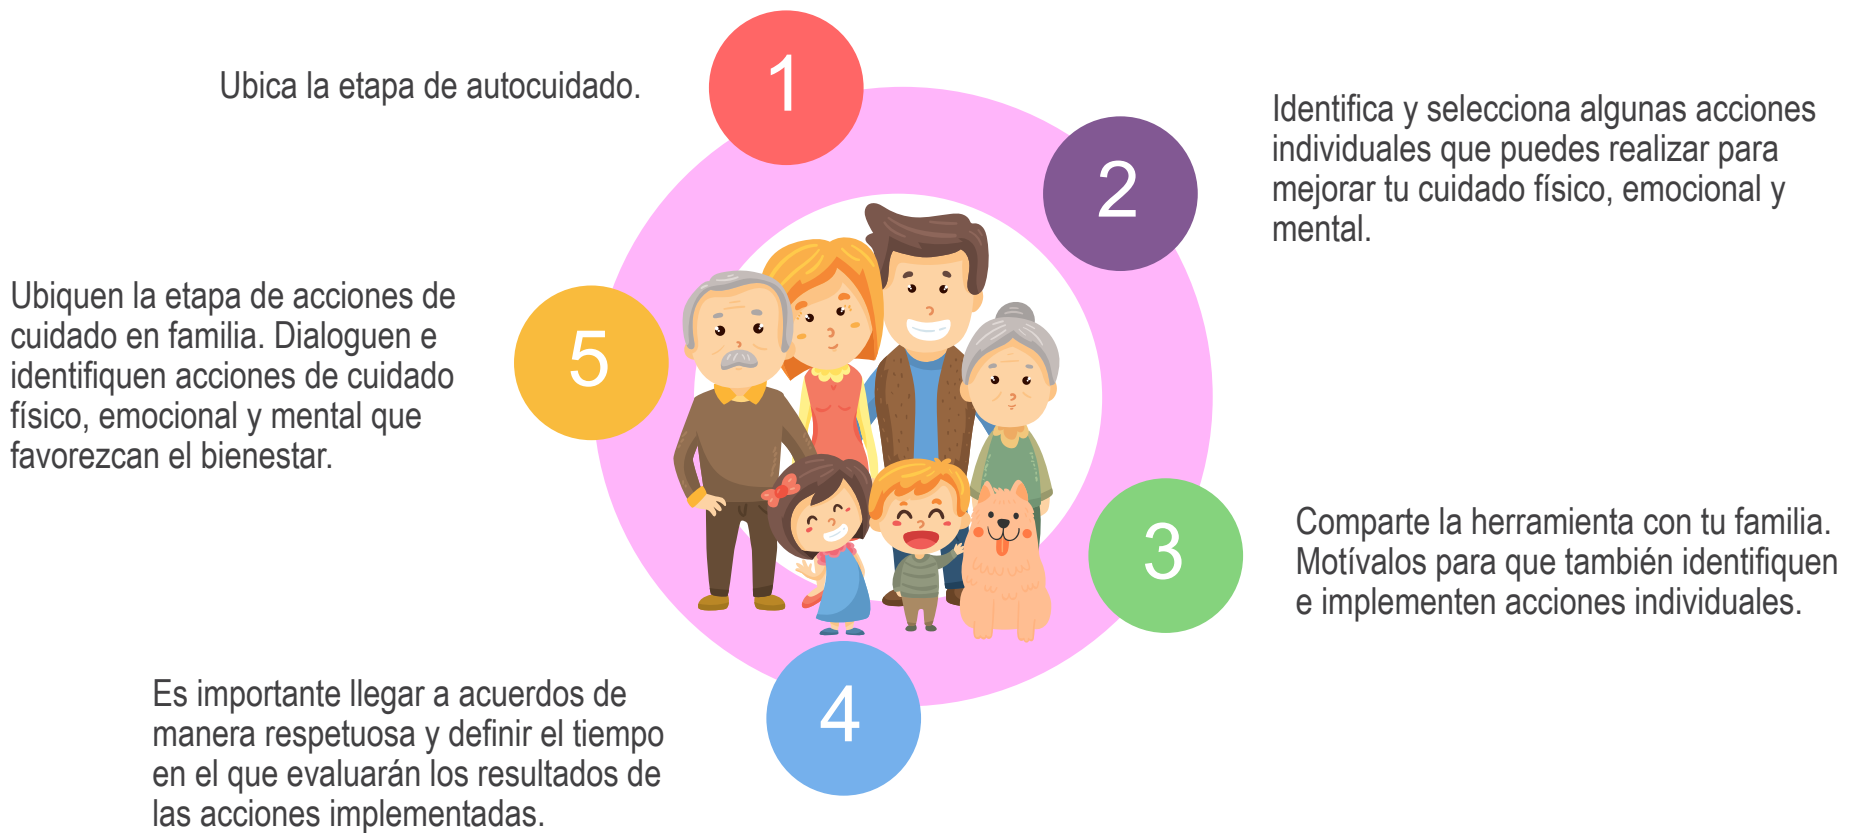 1
Ubica la etapa de autocuidado.
2
Identifica y selecciona algunas acciones
individuales que puedes realizar para
mejorar tu cuidado físico, emocional y
mental.
3
Comparte la herramienta con tu familia.
Motívalos para que también identifiquen
e implementen acciones individuales.
4
Es importante llegar a acuerdos de
manera respetuosa y definir el tiempo
en el que evaluarán los resultados de
las acciones implementadas.
5
Ubiquen la etapa de acciones de
cuidado en familia. Dialoguen e
identifiquen acciones de cuidado
físico, emocional y mental que
favorezcan el bienestar.